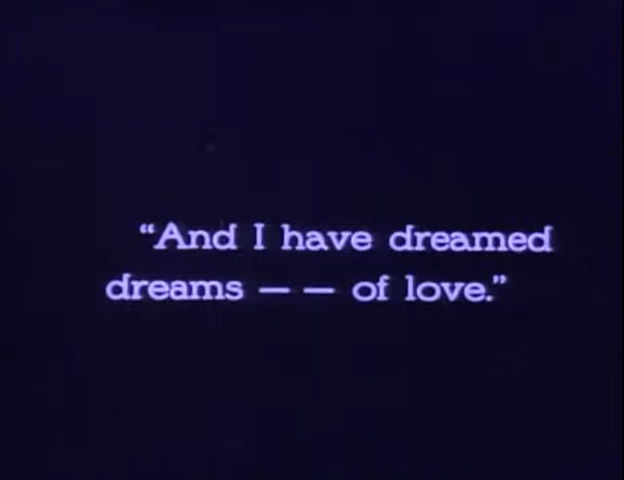 “And I have dreamed
dreams — — of love.”